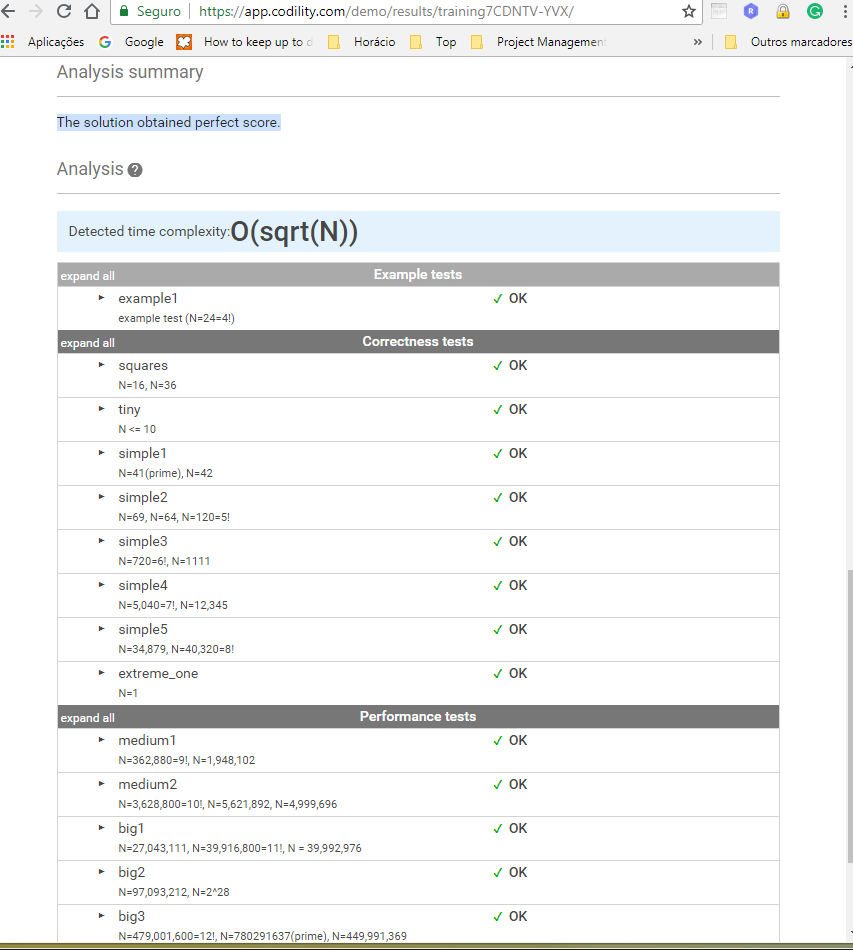 Seguro https://app.codility.com/demo/results/training7CDNTV-YVX/
Aplicações Google How to keep up to Horácio Top Project Management » Outros marcadores
Analysis summary
The solution obtained perfect score.
Analysis ?
Detected time complexity:O(sqrt(N))
expand all Example tests
example1 ✓ OK
example test (N=24=4!)
expand all Correctness tests
squares ✓ OK
N=16, N=36
tiny ✓ OK
N <= 10
simple1 ✓ OK
N=41(prime), N=42
simple2 ✓ OK
N=69, N=64, N=120=5!
simple3 ✓ OK
N=720=6!, N=1111
simple4 ✓ OK
N=5,040=7!, N=12,345
simple5 ✓ OK
N=34,879, N=40,320=8!
extreme_one ✓ OK
N=1
expand all Performance tests
medium1 ✓ OK
N=362,880=9!, N=1,948,102
medium2 ✓ OK
N=3,628,800=10!, N=5,621,892, N=4,999,696
big1 ✓ OK
N=27,043,111, N=39,916,800=11!, N = 39,992,976
big2 ✓ OK
N=97,093,212, N=2^28
big3 ✓ OK
N=479,001,600=12!, N=780291637(prime), N=449,991,369